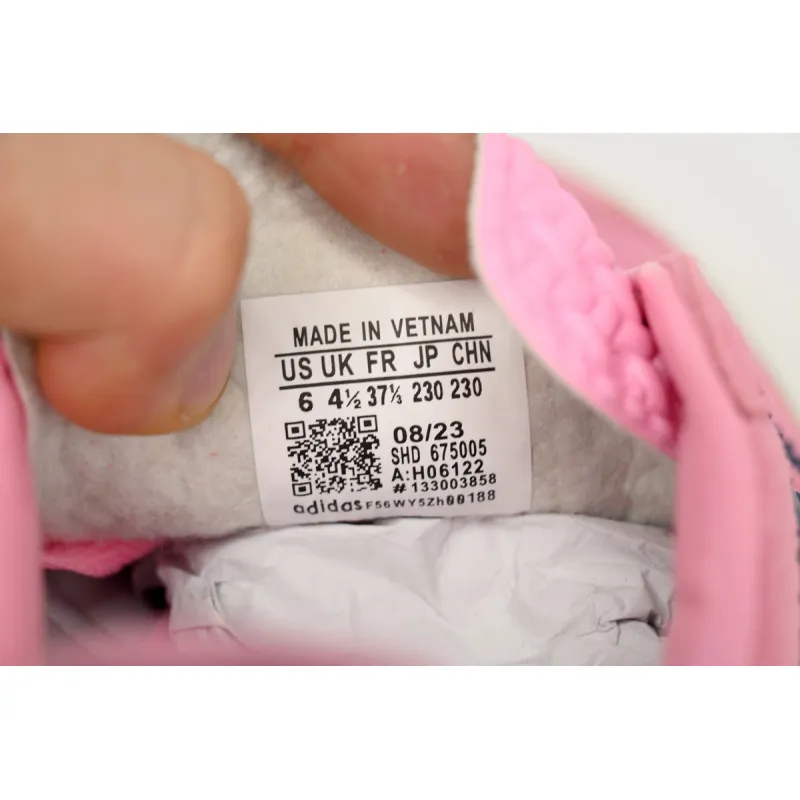 MADE IN VETNAM
US UK FR JP CHN
6 4½ 37⅓ 230 230
08/23
SHD 675005
A:H06122
# 133003858
adidas F56WY5Zh00188